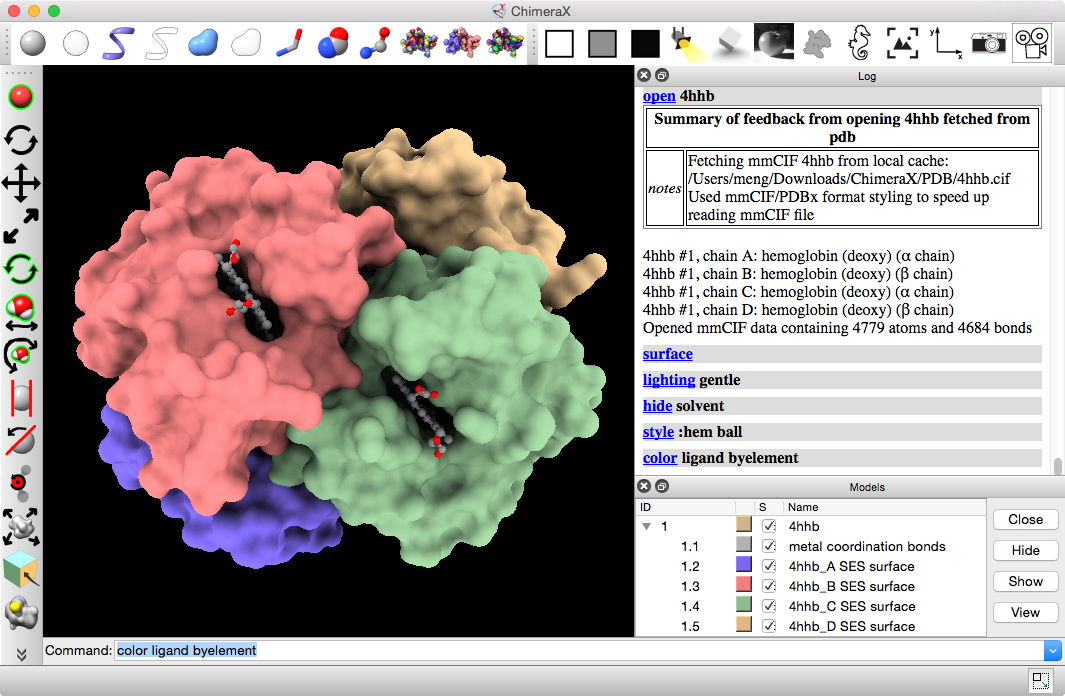 ChimeraX
Log
open 4hhb
Summary of feedback from opening 4hhb fetched from
pdb
notes
Fetching mmCIF 4hhb from local cache:
/Users/meng/Downloads/ChimeraX/PDB/4hhb.cif
Used mmCIF/PDBx format styling to speed up
reading mmCIF file
4hhb #1, chain A: hemoglobin (deoxy) (α chain)
4hhb #1, chain B: hemoglobin (deoxy) (β chain)
4hhb #1, chain C: hemoglobin (deoxy) (α chain)
4hhb #1, chain D: hemoglobin (deoxy) (β chain)
Opened mmCIF data containing 4779 atoms and 4684 bonds
surface
lighting gentle
hide solvent
style :hem ball
color ligand byelement
Models
ID S Name
1 4hhb
1.1 metal coordination bonds
1.2 4hhb_A SES surface
1.3 4hhb_B SES surface
1.4 4hhb_C SES surface
1.5 4hhb_D SES surface
Close
Hide
Show
View
Command: color ligand byelement
y
x